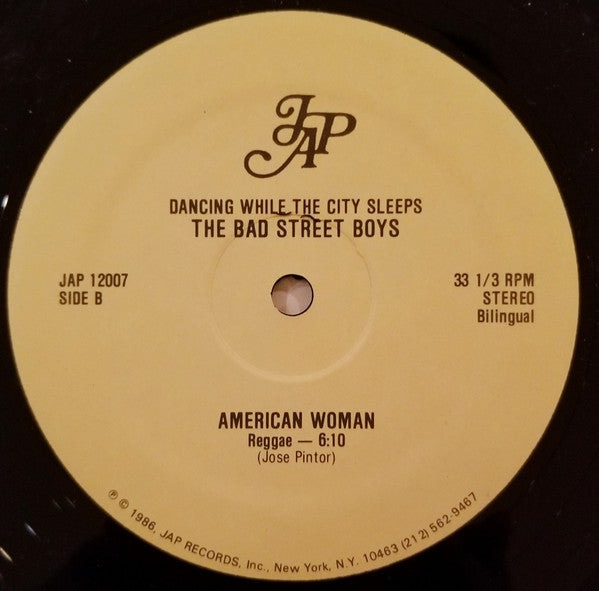 JAP
DANCING WHILE THE CITY SLEEPS
THE BAD STREET BOYS
JAP 12007
SIDE B
33 1/3 RPM
STEREO
Bilingual
AMERICAN WOMAN
Reggae — 6:10
(Jose Pintor)
℗ © 1986, JAP RECORDS, Inc., New York, N.Y. 10463 (212) 562-9467